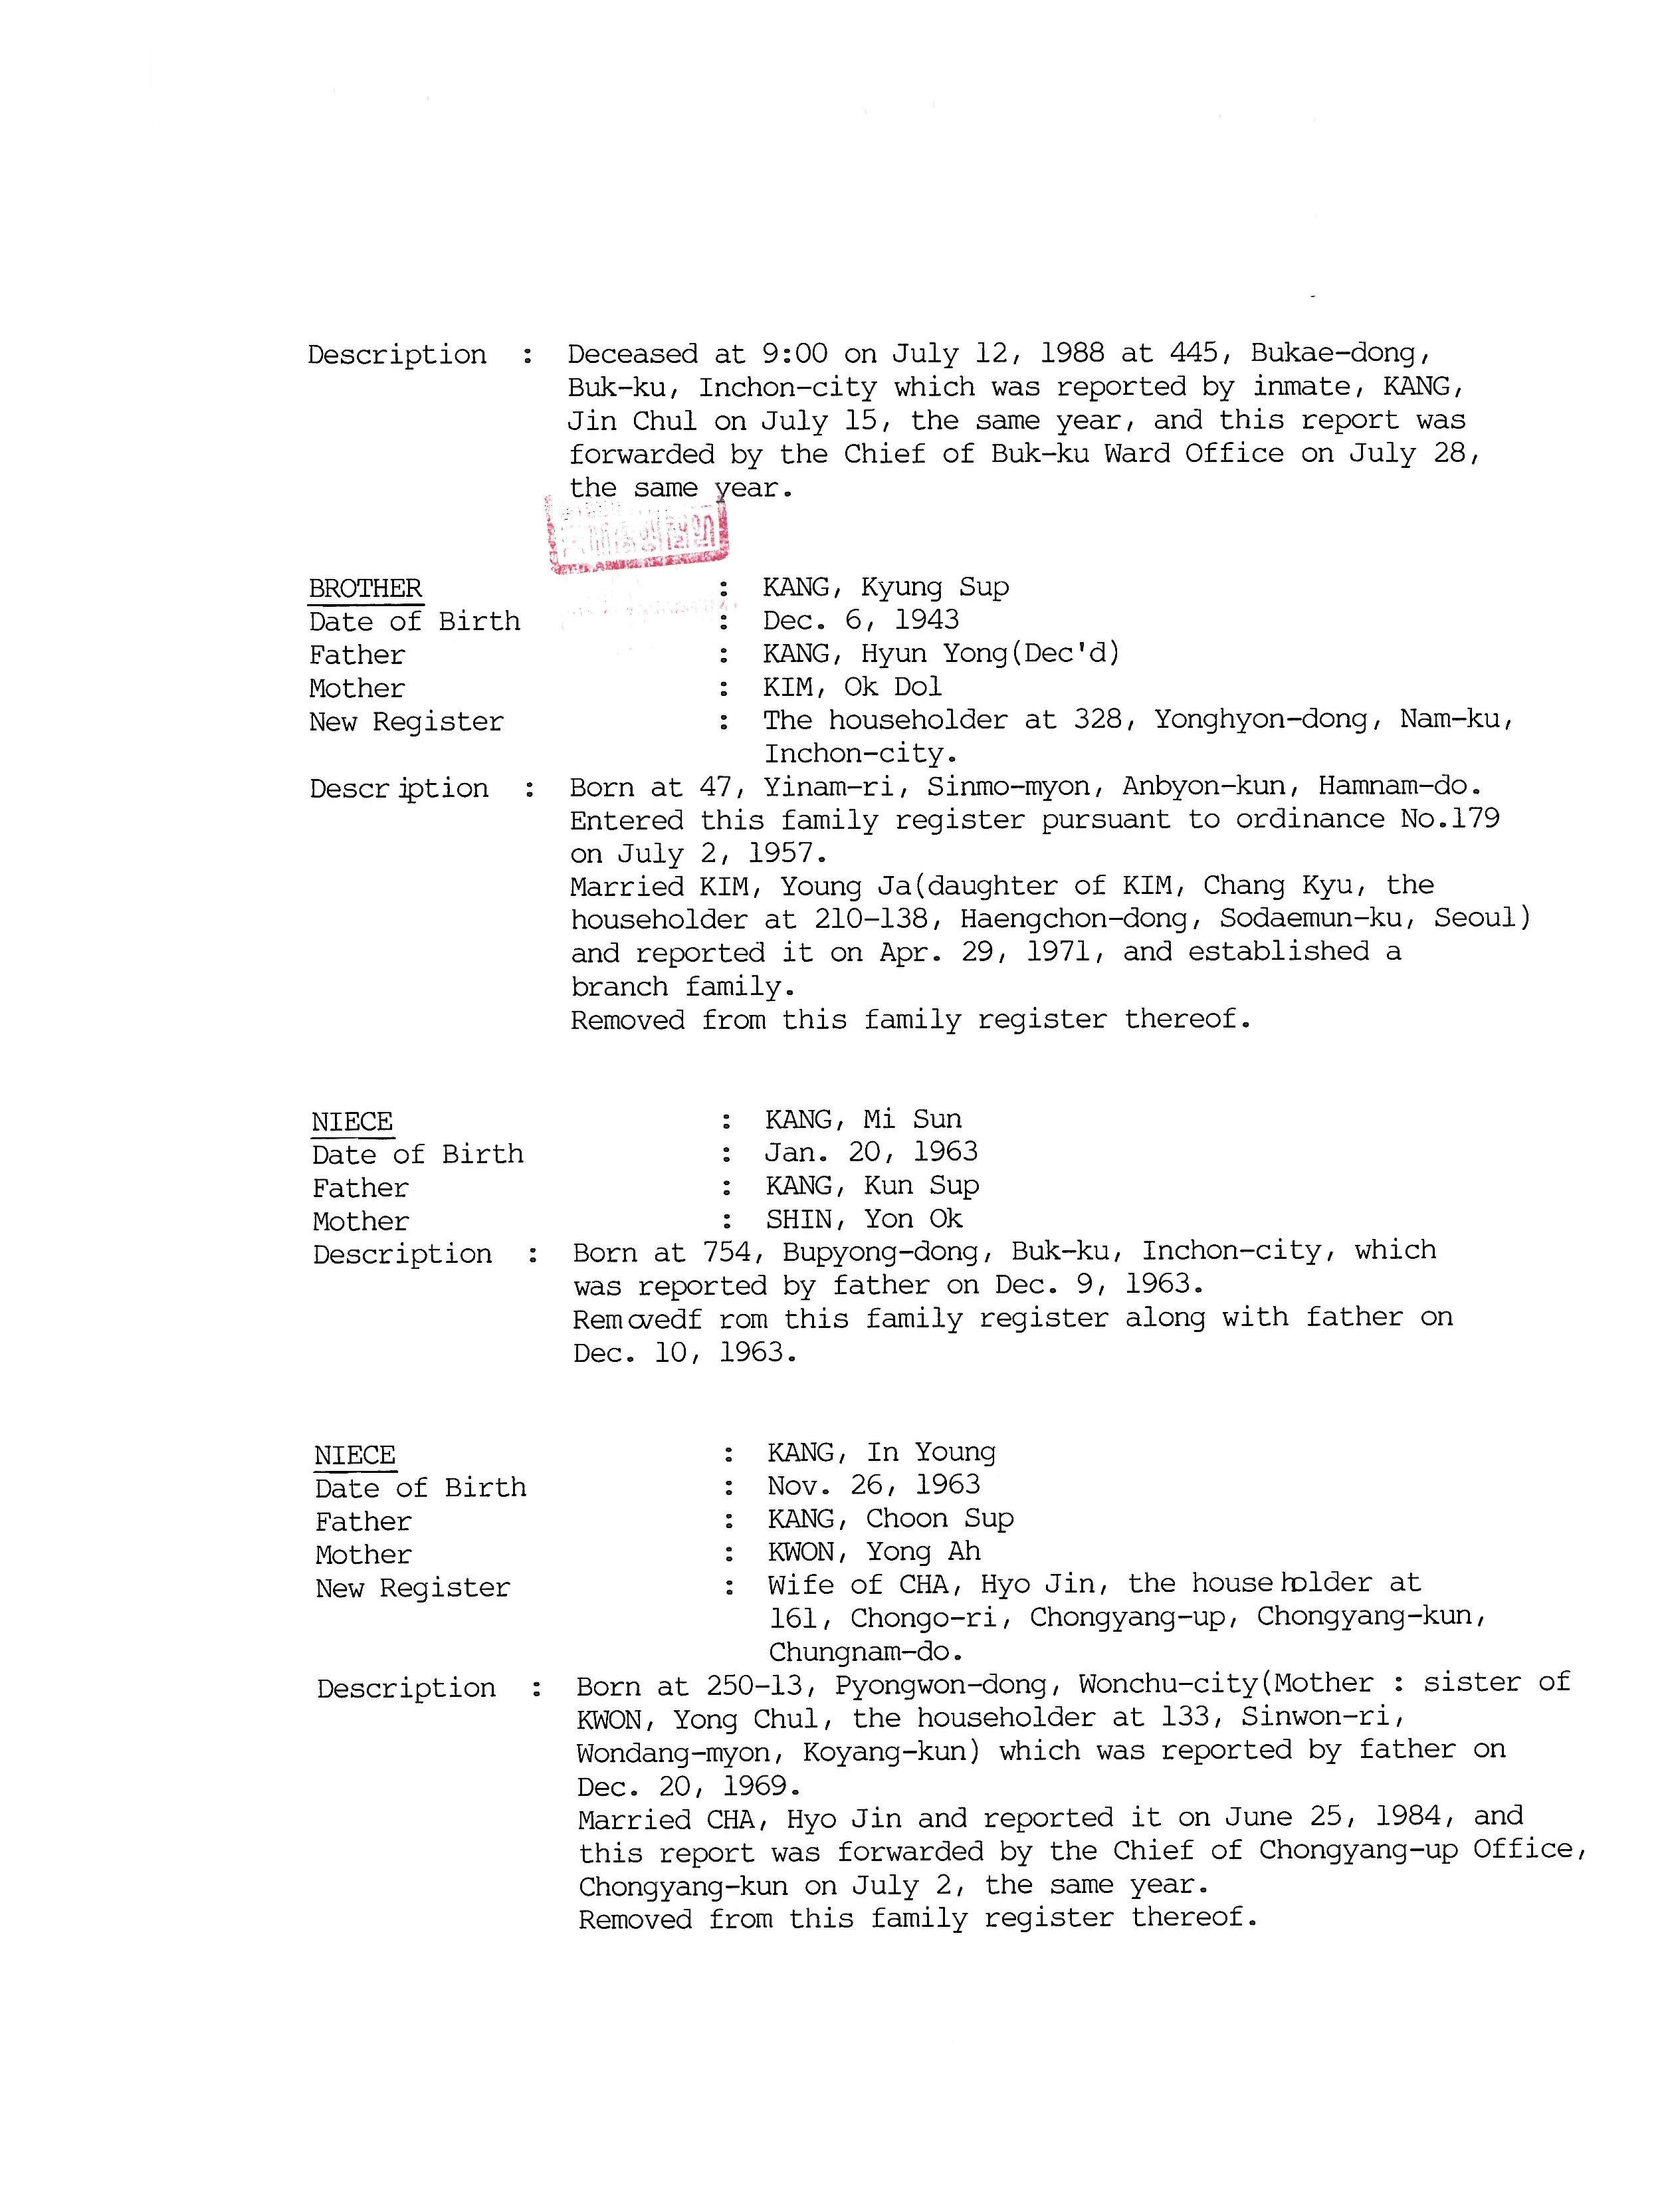 Description : Deceased at 9:00 on July 12, 1988 at 445, Bukae-dong,
Buk-ku, Inchon-city which was reported by inmate, KANG,
Jin Chul on July 15, the same year, and this report was
forwarded by the Chief of Buk-ku Ward Office on July 28,
the same year.
BROTHER : KANG, Kyung Sup
Date of Birth : Dec. 6, 1943
Father : KANG, Hyun Yong(Dec'd)
Mother : KIM, Ok Dol
New Register : The householder at 328, Yonghyon-dong, Nam-ku,
Inchon-city.
Description : Born at 47, Yinam-ri, Sinmo-myon, Anbyon-kun, Hamnam-do.
Entered this family register pursuant to ordinance No.179
on July 2, 1957.
Married KIM, Young Ja(daughter of KIM, Chang Kyu, the
householder at 210-138, Haengchon-dong, Sodaemun-ku, Seoul)
and reported it on Apr. 29, 1971, and established a
branch family.
Removed from this family register thereof.
NIECE : KANG, Mi Sun
Date of Birth : Jan. 20, 1963
Father : KANG, Kun Sup
Mother : SHIN, Yon Ok
Description : Born at 754, Bupyong-dong, Buk-ku, Inchon-city, which
was reported by father on Dec. 9, 1963.
Removedf rom this family register along with father on
Dec. 10, 1963.
NIECE : KANG, In Young
Date of Birth : Nov. 26, 1963
Father : KANG, Choon Sup
Mother : KWON, Yong Ah
New Register : Wife of CHA, Hyo Jin, the householder at
161, Chongo-ri, Chongyang-up, Chongyang-kun,
Chungnam-do.
Description : Born at 250-13, Pyongwon-dong, Wonchu-city(Mother : sister of
KWON, Yong Chul, the householder at 133, Sinwon-ri,
Wondang-myon, Koyang-kun) which was reported by father on
Dec. 20, 1969.
Married CHA, Hyo Jin and reported it on June 25, 1984, and
this report was forwarded by the Chief of Chongyang-up Office,
Chongyang-kun on July 2, the same year.
Removed from this family register thereof.